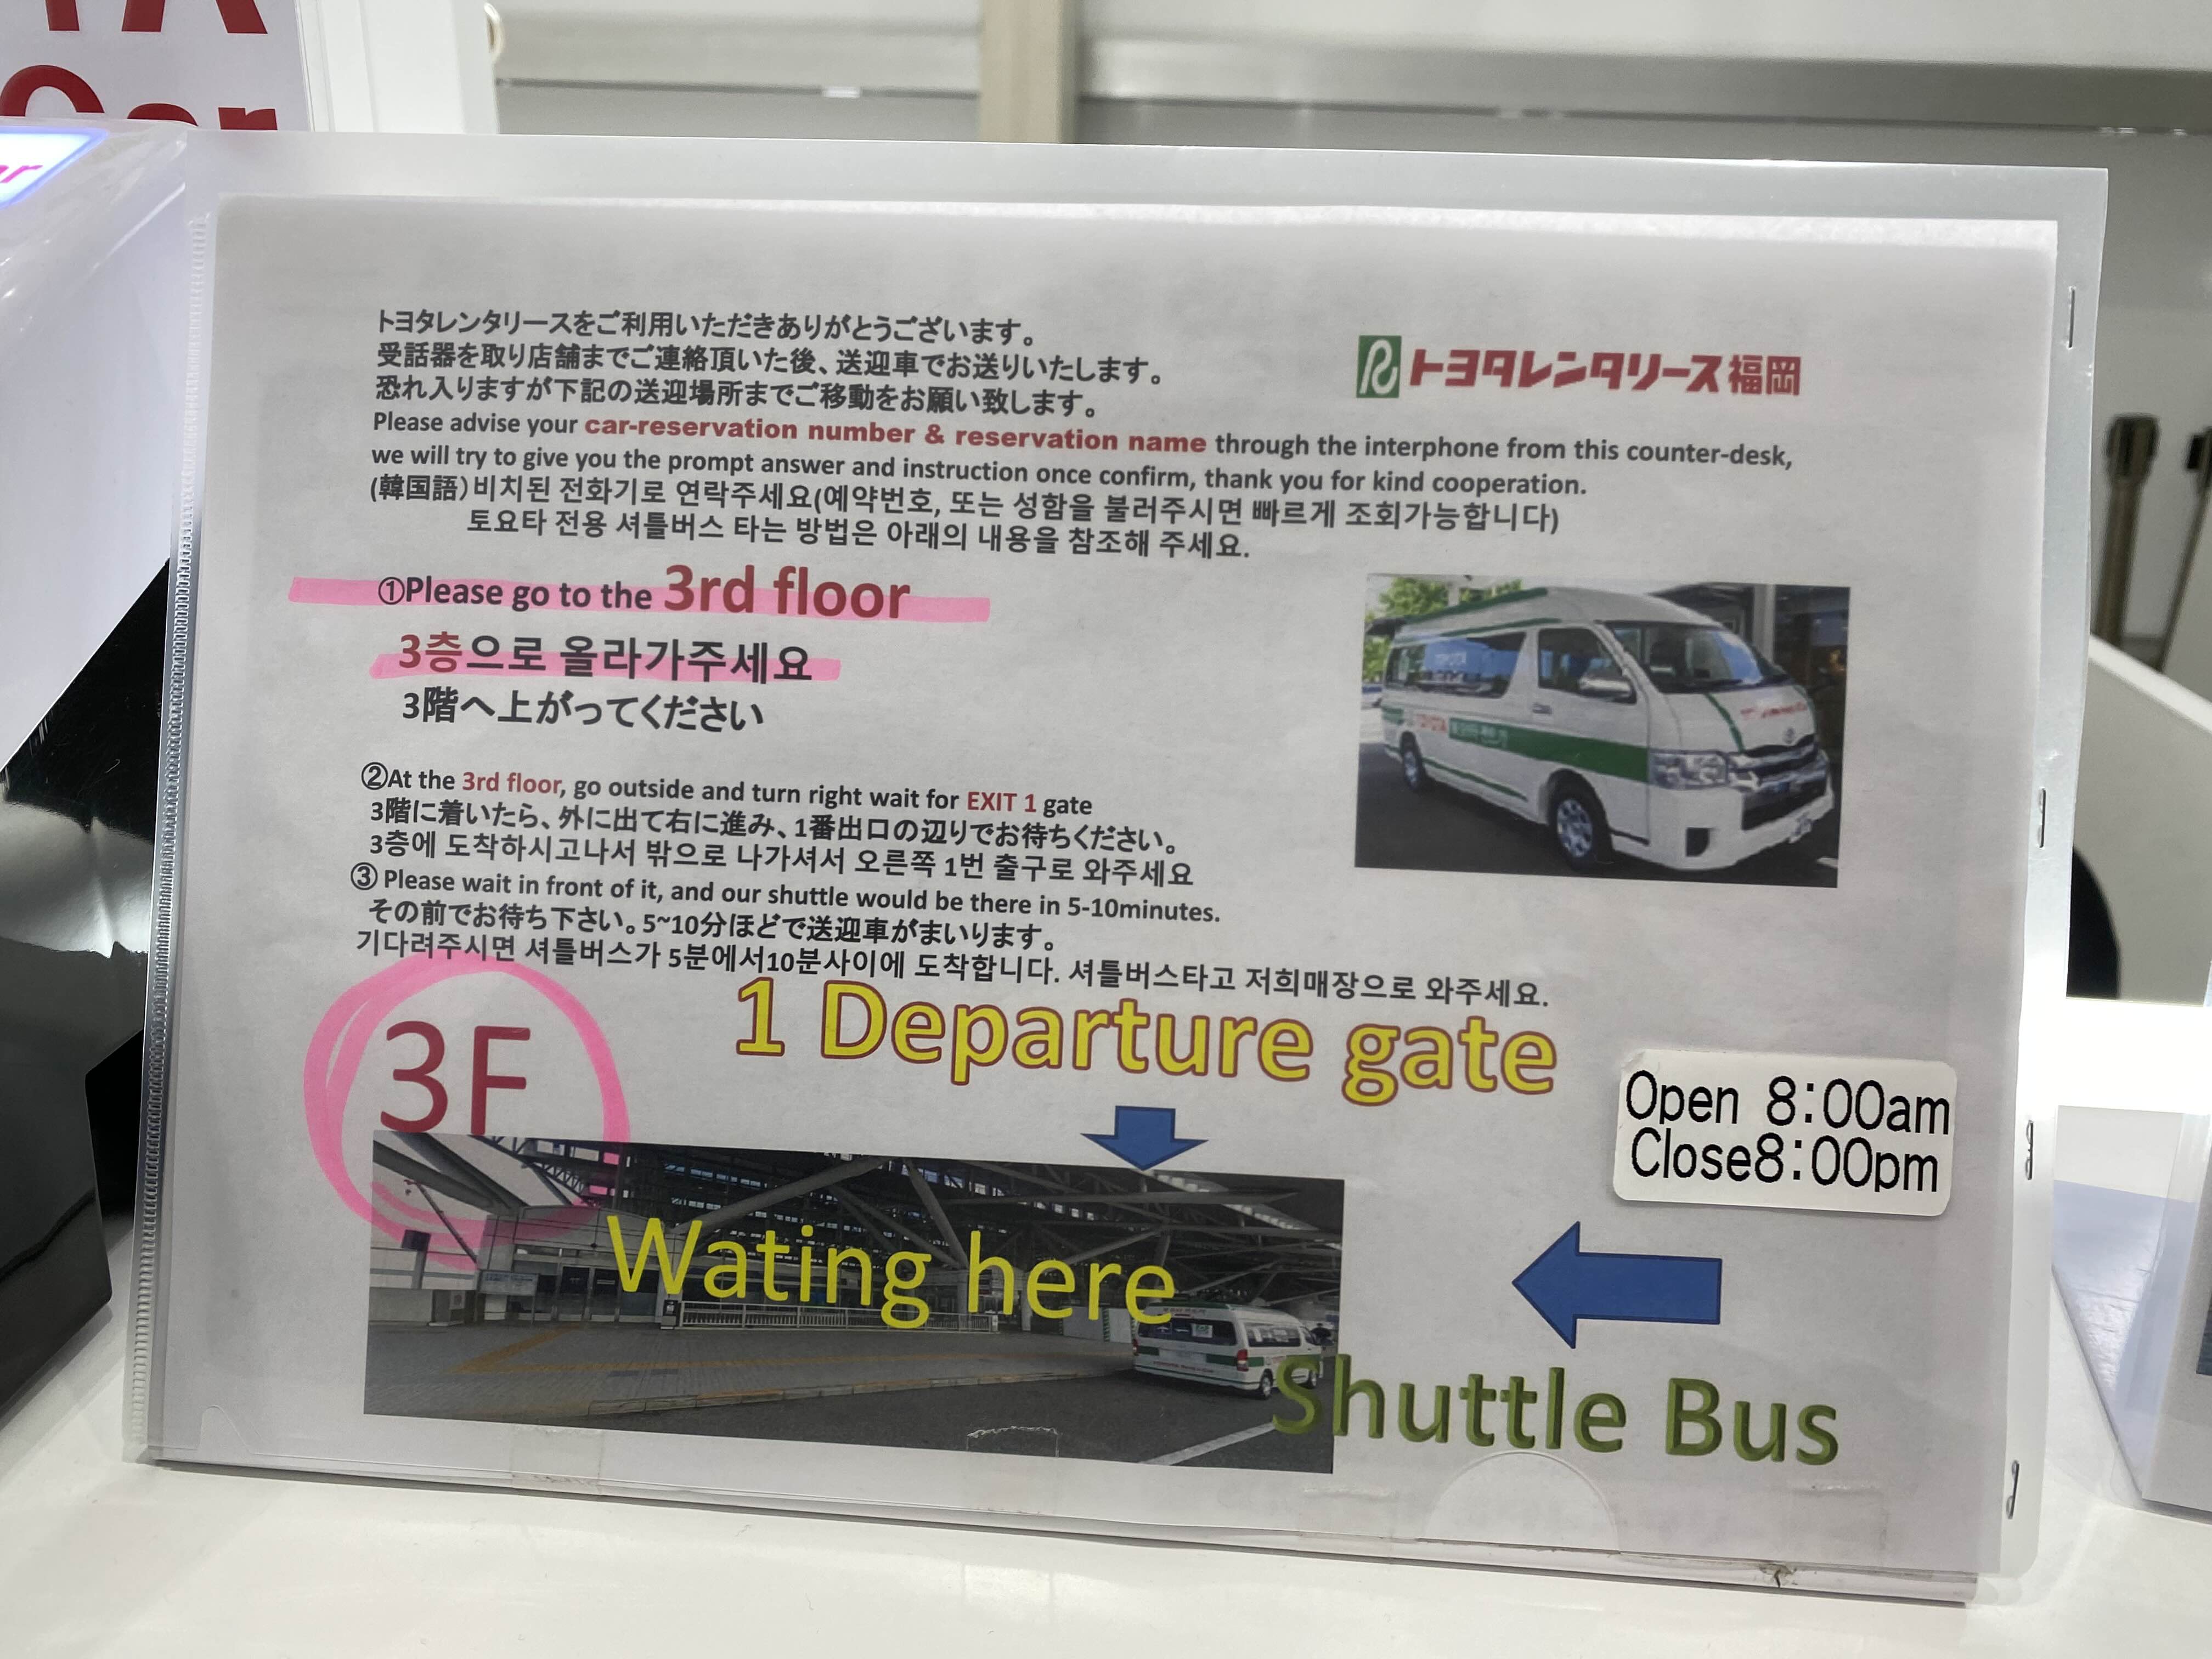 Car
トヨタレンタリースをご利用いただきありがとうございます。
受話器を取り店舗までご連絡頂いた後、送迎車でお送りいたします。
恐れ入りますが下記の送迎場所までご移動をお願い致します。
トヨタレンタリース福岡
Please advise your car-reservation number & reservation name through the interphone from this counter-desk,
we will try to give you the prompt answer and instruction once confirm, thank you for kind cooperation.
(韓国語)비치된 전화기로 연락주세요(예약번호, 또는 성함을 불러주시면 빠르게 조회가능합니다)
토요타 전용 셔틀버스 타는 방법은 아래의 내용을 참조해 주세요.
①Please go to the 3rd floor
3층으로 올라가주세요
3階へ上がってください
②At the 3rd floor, go outside and turn right wait for EXIT 1 gate
3階に着いたら、外に出て右に進み、1番出口の辺りでお待ちください。
3층에 도착하시고나서 밖으로 나가셔서 오른쪽 1번 출구로 와주세요
③ Please wait in front of it, and our shuttle would be there in 5-10minutes.
その前でお待ち下さい。5~10分ほどで送迎車がまいります。
기다려주시면 셔틀버스가 5분에서10분사이에 도착합니다. 셔틀버스타고 저희매장으로 와주세요.
3F
1 Departure gate
Open 8:00am
Close8:00pm
Wating here
Shuttle Bus
TOYOTA